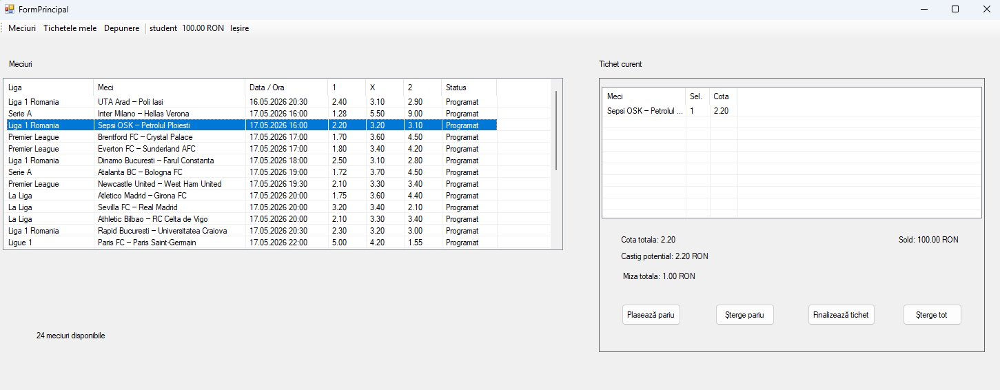 FormPrincipal
Meciuri Tichetele mele Depunere student 100.00 RON Ieșire
Meciuri
Liga Meci Data / Ora 1 X 2 Status
Liga 1 Romania UTA Arad – Poli Iasi 16.05.2026 20:30 2.40 3.10 2.90 Programat
Serie A Inter Milano – Hellas Verona 17.05.2026 16:00 1.28 5.50 9.00 Programat
Liga 1 Romania Sepsi OSK – Petrolul Ploiesti 17.05.2026 16:00 2.20 3.20 3.10 Programat
Premier League Brentford FC – Crystal Palace 17.05.2026 17:00 1.70 3.60 4.50 Programat
Premier League Everton FC – Sunderland AFC 17.05.2026 17:00 1.80 3.40 4.20 Programat
Liga 1 Romania Dinamo Bucuresti – Farul Constanta 17.05.2026 18:00 2.50 3.10 2.80 Programat
Serie A Atalanta BC – Bologna FC 17.05.2026 19:00 1.72 3.70 4.50 Programat
Premier League Newcastle United – West Ham United 17.05.2026 19:30 2.10 3.30 3.40 Programat
La Liga Atletico Madrid – Girona FC 17.05.2026 20:00 1.75 3.60 4.40 Programat
La Liga Sevilla FC – Real Madrid 17.05.2026 20:00 3.20 3.40 2.10 Programat
La Liga Athletic Bilbao – RC Celta de Vigo 17.05.2026 20:00 2.10 3.30 3.40 Programat
Liga 1 Romania Rapid Bucuresti – Universitatea Craiova 17.05.2026 20:30 2.30 3.20 3.00 Programat
Ligue 1 Paris FC – Paris Saint-Germain 17.05.2026 22:00 5.00 4.20 1.55 Programat
24 meciuri disponibile
Tichet curent
Meci Sel. Cota
Sepsi OSK – Petrolul ... 1 2.20
Cota totala: 2.20 Sold: 100.00 RON
Castig potential: 2.20 RON
Miza totala: 1.00 RON
Plasează pariu Șterge pariu Finalizează tichet Șterge tot